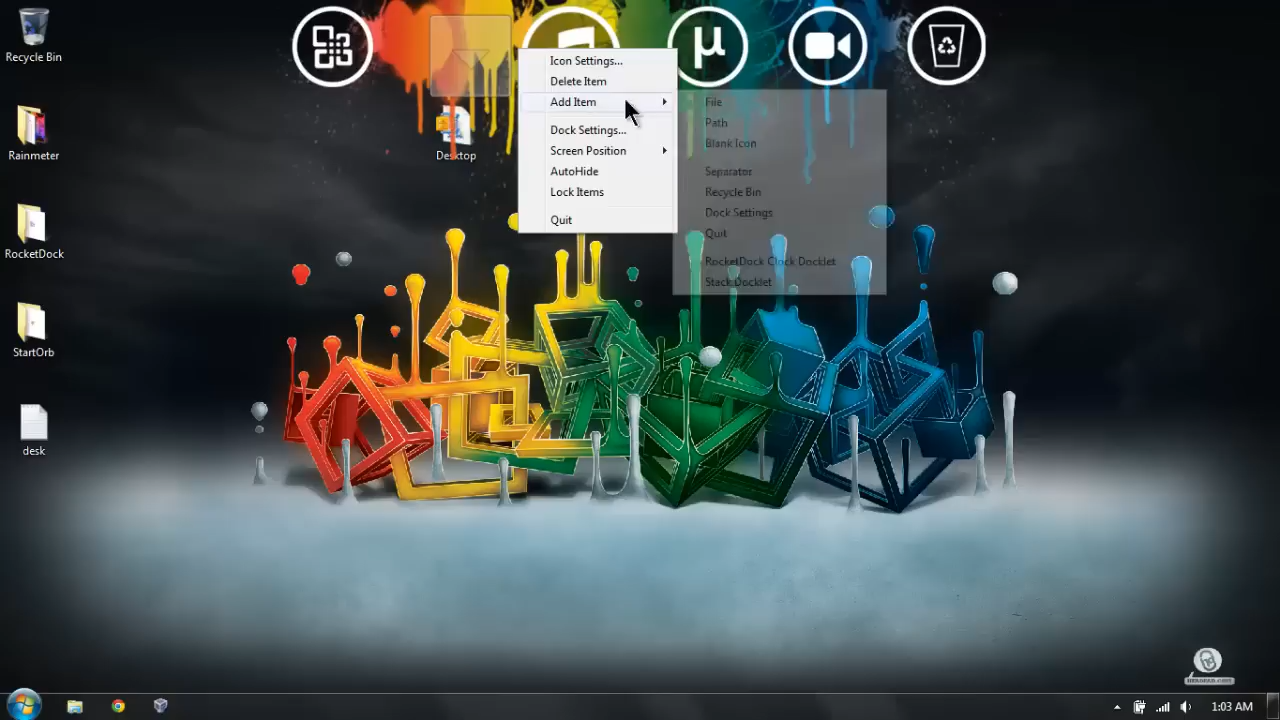 Recycle Bin
Rainmeter
RocketDock
StartOrb
desk
Desktop
µ
Icon Settings...
Delete Item
Add Item
Dock Settings...
Screen Position
AutoHide
Lock Items
Quit
File
Path
Blank Icon
Separator
Recycle Bin
Dock Settings
Quit
RocketDock Clock Docklet
Stack Docklet
1:03 AM